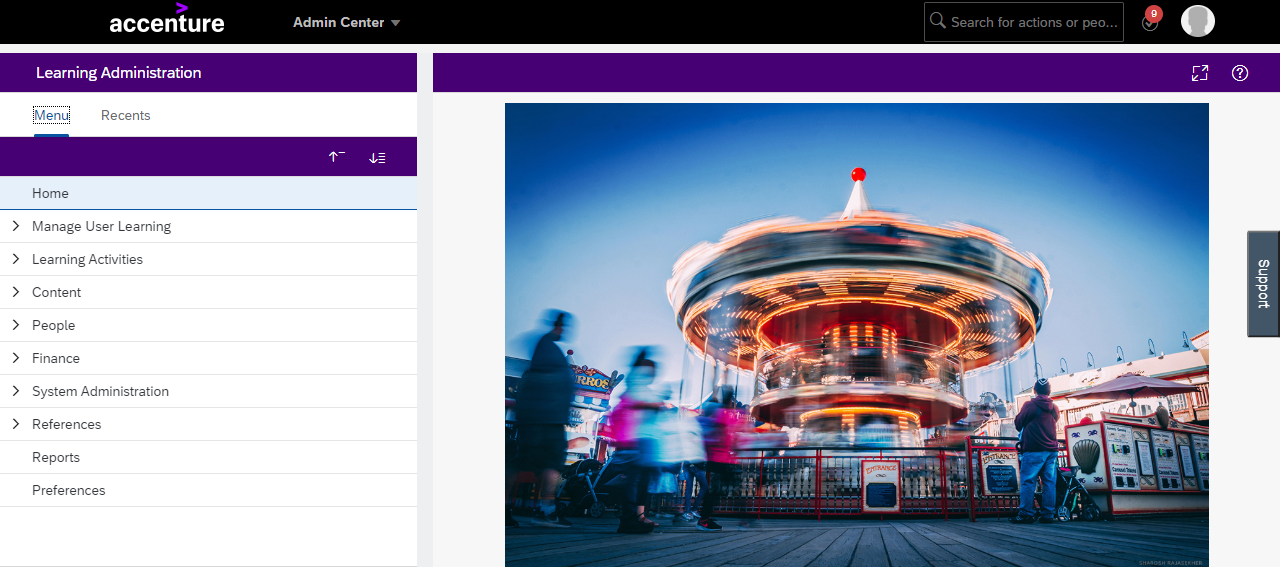 accenture
Admin Center
Search for actions or peo...
9
Learning Administration
Menu
Recents
Home
Manage User Learning
Learning Activities
Content
People
Finance
System Administration
References
Reports
Preferences
Support
ENTRANCE
ENTRANCE